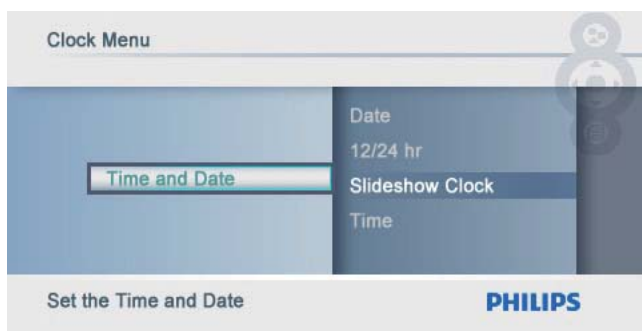 Clock Menu
Time and Date
Date
12/24 hr
Slideshow Clock
Time
Set the Time and Date
PHILIPS